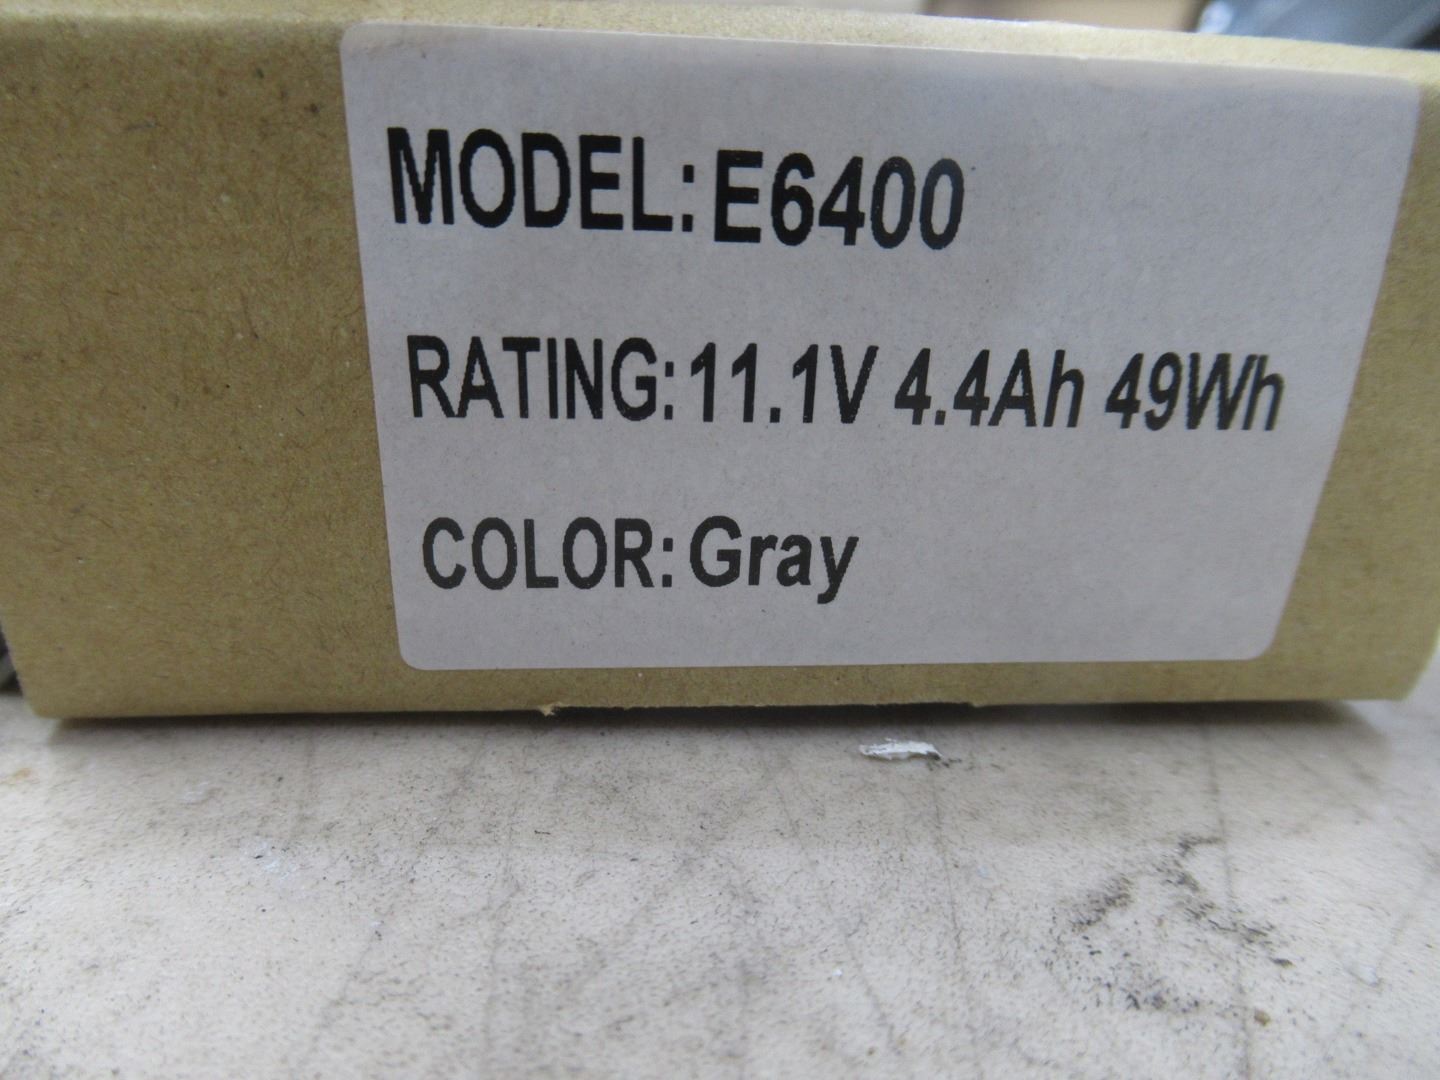 MODEL:E6400
RATING:11.1V 4.4Ah 49Wh
COLOR:Gray